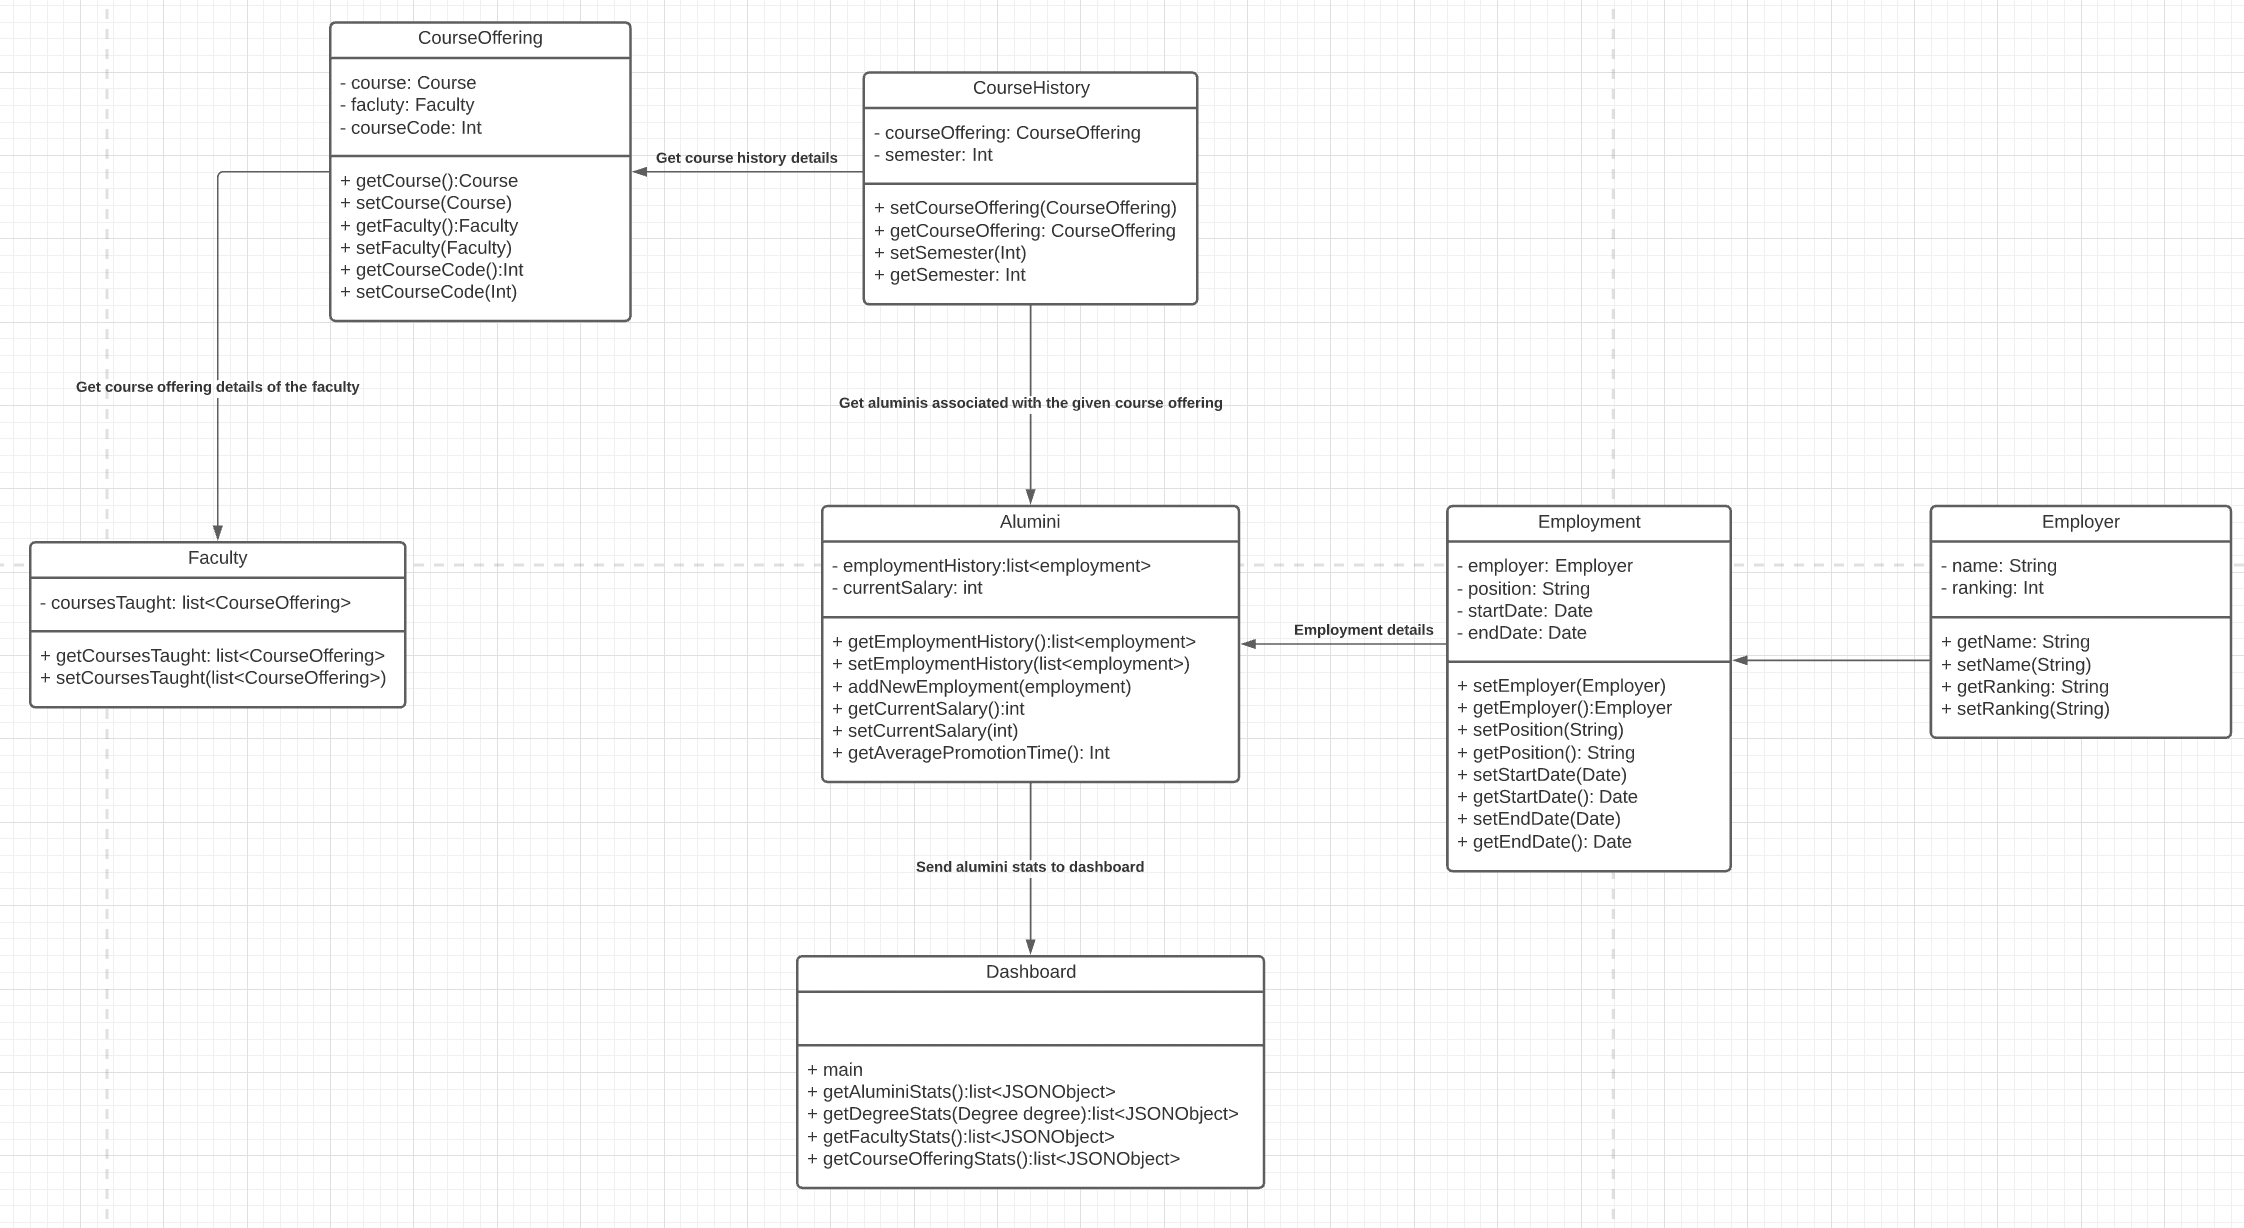 CourseOffering
- course: Course
- facluty: Faculty
- courseCode: Int
+ getCourse():Course
+ setCourse(Course)
+ getFaculty():Faculty
+ setFaculty(Faculty)
+ getCourseCode():Int
+ setCourseCode(Int)
Get course history details
CourseHistory
- courseOffering: CourseOffering
- semester: Int
+ setCourseOffering(CourseOffering)
+ getCourseOffering: CourseOffering
+ setSemester(Int)
+ getSemester: Int
Get course offering details of the faculty
Get aluminis associated with the given course offering
Faculty
- coursesTaught: list<CourseOffering>
+ getCoursesTaught: list<CourseOffering>
+ setCoursesTaught(list<CourseOffering>)
Alumini
- employmentHistory:list<employment>
- currentSalary: int
+ getEmploymentHistory():list<employment>
+ setEmploymentHistory(list<employment>)
+ addNewEmployment(employment)
+ getCurrentSalary():int
+ setCurrentSalary(int)
+ getAveragePromotionTime(): Int
Employment details
Employment
- employer: Employer
- position: String
- startDate: Date
- endDate: Date
+ setEmployer(Employer)
+ getEmployer():Employer
+ setPosition(String)
+ getPosition(): String
+ setStartDate(Date)
+ getStartDate(): Date
+ setEndDate(Date)
+ getEndDate(): Date
Employer
- name: String
- ranking: Int
+ getName: String
+ setName(String)
+ getRanking: String
+ setRanking(String)
Send alumini stats to dashboard
Dashboard
+ main
+ getAluminiStats():list<JSONObject>
+ getDegreeStats(Degree degree):list<JSONObject>
+ getFacultyStats():list<JSONObject>
+ getCourseOfferingStats():list<JSONObject>